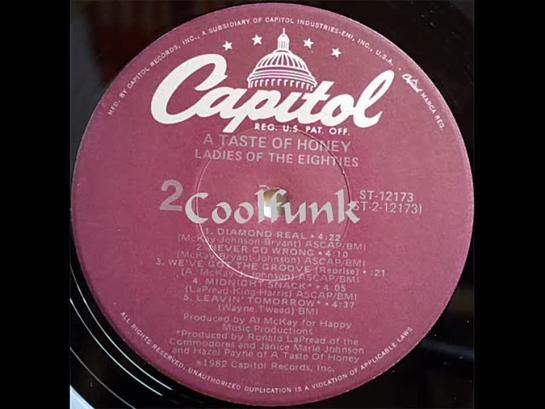 MFD. BY CAPITOL RECORDS, INC., A SUBSIDIARY OF CAPITOL INDUSTRIES-EMI, INC., U.S.A. • Capitol MARCA REG.
Capitol
REG. U.S. PAT. OFF.
A TASTE OF HONEY
LADIES OF THE EIGHTIES
2
ST-12173
(ST-2-12173)
Coolfunk
1. DIAMOND REAL • 4:22
(McKay-Johnson-Bryant) ASCAP/BMI
2. NEVER GO WRONG • 4:10
(McKay-Johnson-Bryant) ASCAP/BMI
3. WE'VE GOT THE GROOVE (Reprise) • :21
(A. McKay-J. Johnson) ASCAP/BMI
4. MIDNIGHT SNACK* • 4:05
(LaPread-King-Harris) ASCAP/BMI
5. LEAVIN' TOMORROW* • 4:37
(Wayne Tweed) BMI
Produced by Al McKay for Happy
Music Productions
*Produced by Ronald LaPread of the
Commodores and Janice Marie Johnson
and Hazel Payne of A Taste Of Honey
℗1982 Capitol Records, Inc.
ALL RIGHTS RESERVED. UNAUTHORIZED DUPLICATION IS A VIOLATION OF APPLICABLE LAWS